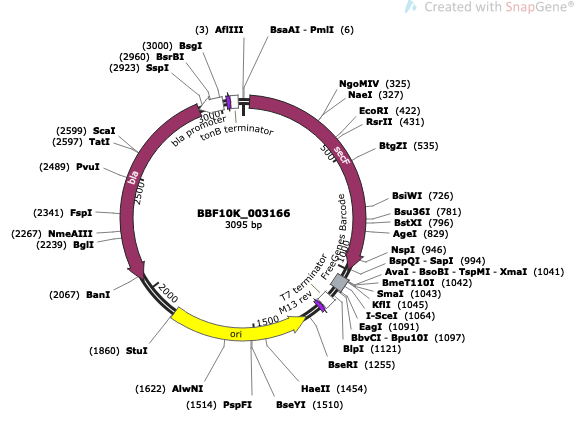 Created with SnapGene®
(3) AflIII
BsaAI - PmlI (6)
(3000) BsgI
(2960) BsrBI
(2923) SspI
NgoMIV (325)
NaeI (327)
EcoRI (422)
RsrII (431)
BtgZI (535)
(2599) ScaI
(2597) TatI
(2489) PvuI
(2341) FspI
(2267) NmeAIII
(2239) BglI
(2067) BanI
BsiWI (726)
Bsu36I (781)
BstXI (796)
AgeI (829)
NspI (946)
BspQI - SapI (994)
AvaI - BsoBI - TspMI - XmaI (1041)
BmeT110I (1042)
SmaI (1043)
KflI (1045)
I-SceI (1064)
EagI (1091)
BbvCI - Bpu10I (1097)
BlpI (1121)
BseRI (1255)
(1860) StuI
(1622) AlwNI
(1514) PspFI
HaeII (1454)
BseYI (1510)
bla promoter
tonB terminator
secF
bla
FreeGenes Barcode
T7 terminator
M13 rev
ori
500
1000
1500
2000
2500
3000
BBF10K_003166
3095 bp